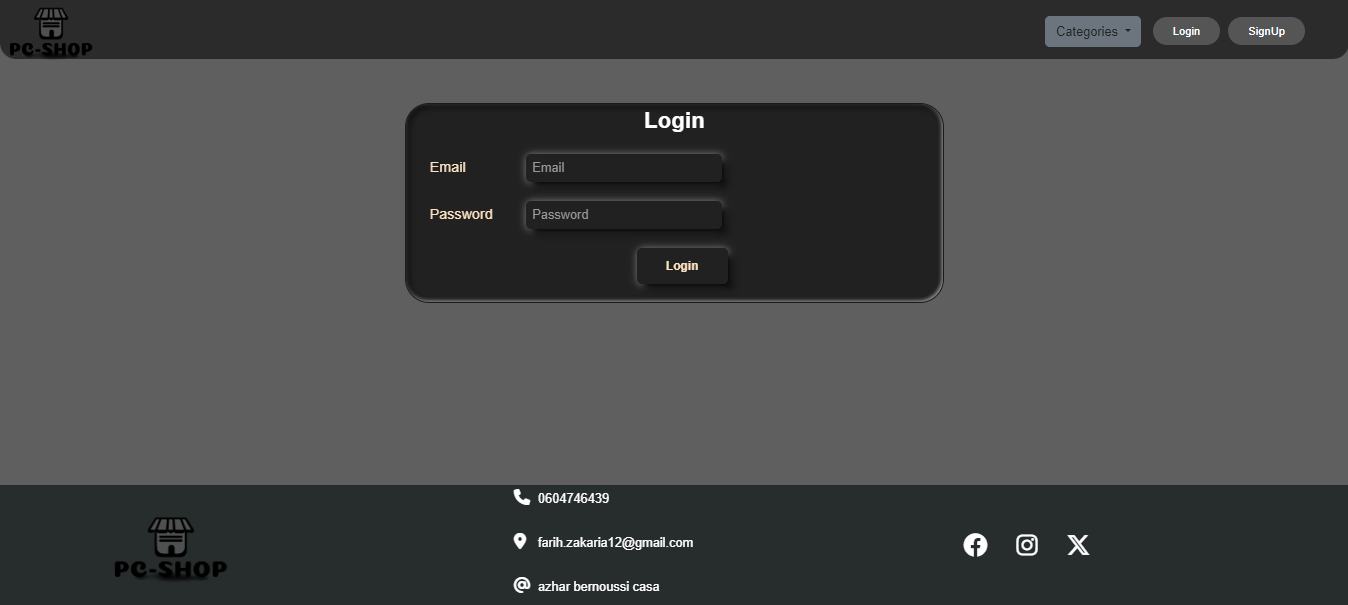 PC-SHOP
Categories
Login
SignUp
Login
Email
Email
Password
Password
Login
PC-SHOP
0604746439
farih.zakaria12@gmail.com
azhar bernoussi casa